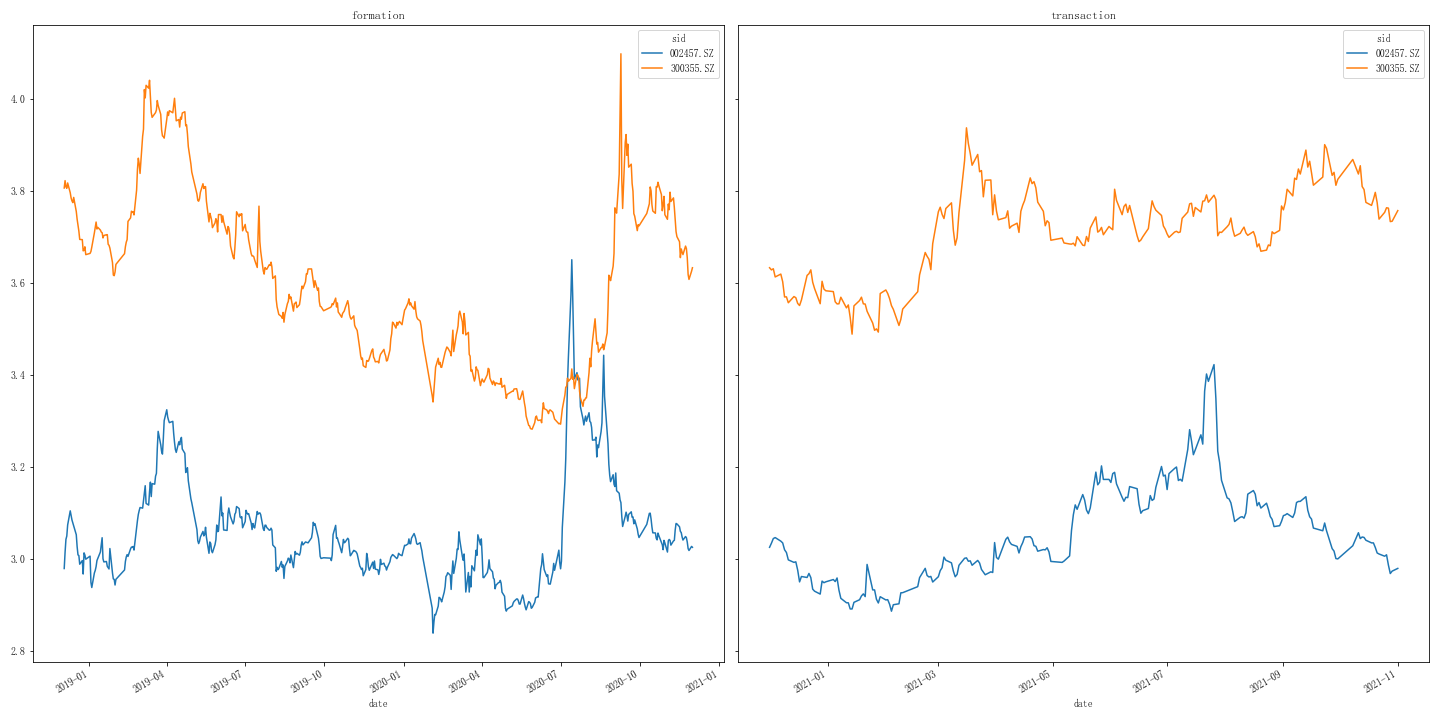 formation
sid
002457.SZ
300355.SZ
4.0
3.8
3.6
3.4
3.2
3.0
2.8
2019-01
2019-04
2019-07
2019-10
2020-01
2020-04
2020-07
2020-10
2021-01
date
transaction
sid
002457.SZ
300355.SZ
2021-01
2021-03
2021-05
2021-07
2021-09
2021-11
date